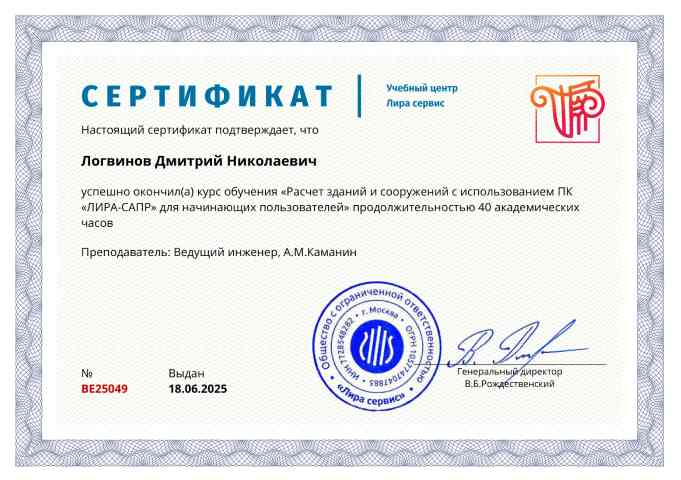 СЕРТИФИКАТ
Учебный центр
Лира сервис
Настоящий сертификат подтверждает, что
Логвинов Дмитрий Николаевич
успешно окончил(а) курс обучения «Расчет зданий и сооружений с использованием ПК
«ЛИРА-САПР» для начинающих пользователей» продолжительностью 40 академических
часов
Преподаватель: Ведущий инженер, А.М.Каманин
Общество с ограниченной ответственностью
«Лира сервис»
г. Москва
ОГРН 1057747047885
ИНН 7728548282
№
BE25049
Выдан
18.06.2025
Генеральный директор
В.Б.Рождественский